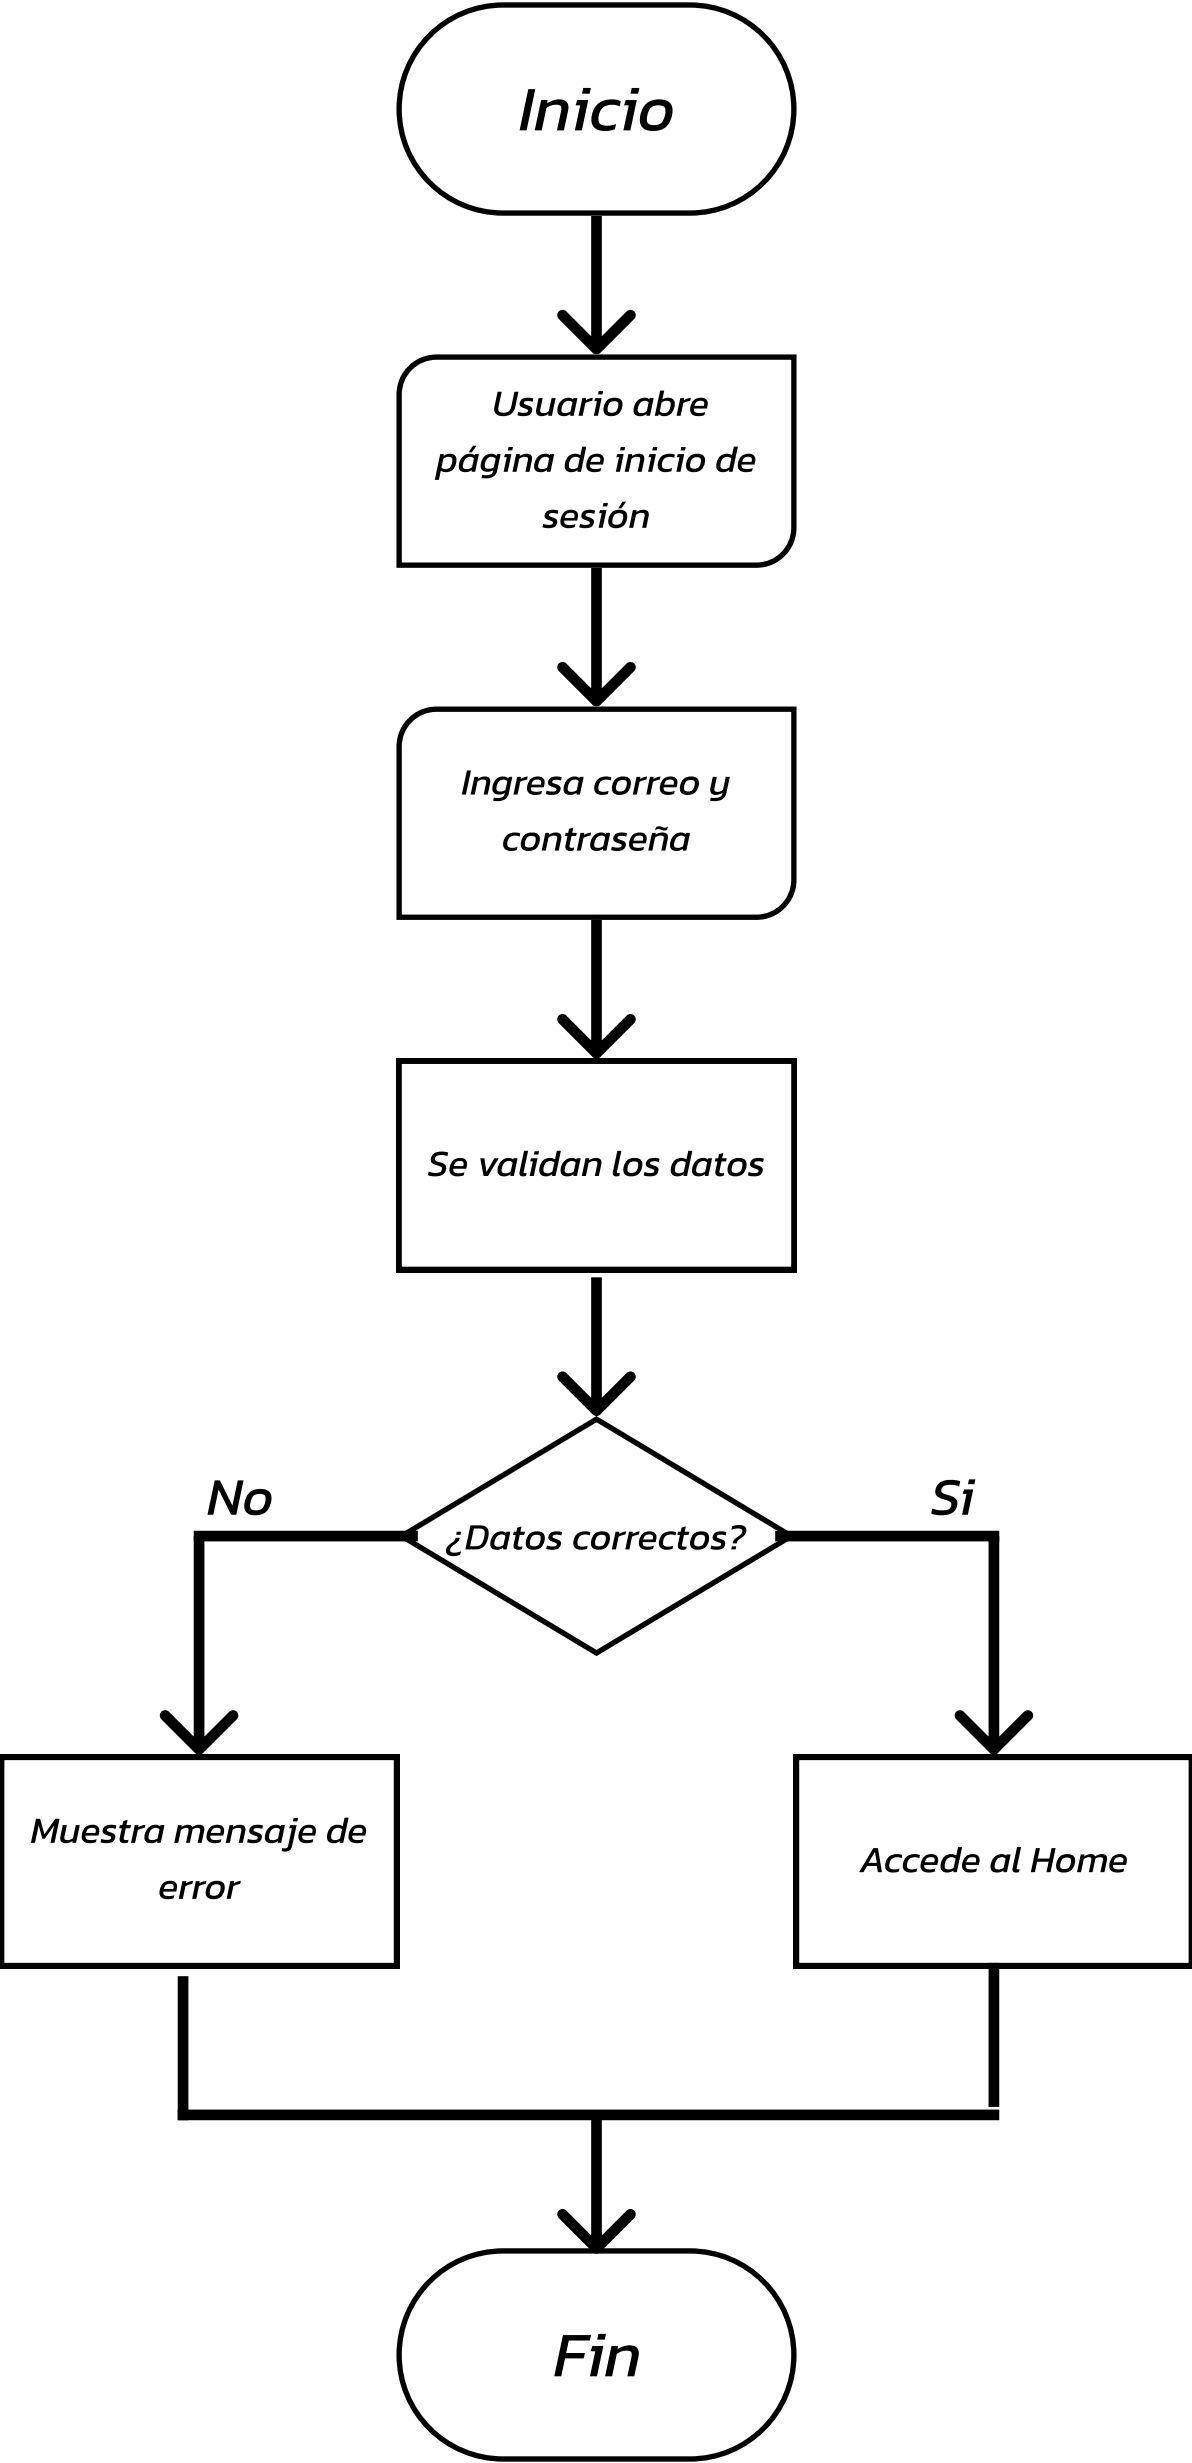 Inicio
Usuario abre
página de inicio de
sesión
Ingresa correo y
contraseña
Se validan los datos
No
Si
¿Datos correctos?
Muestra mensaje de
error
Accede al Home
Fin